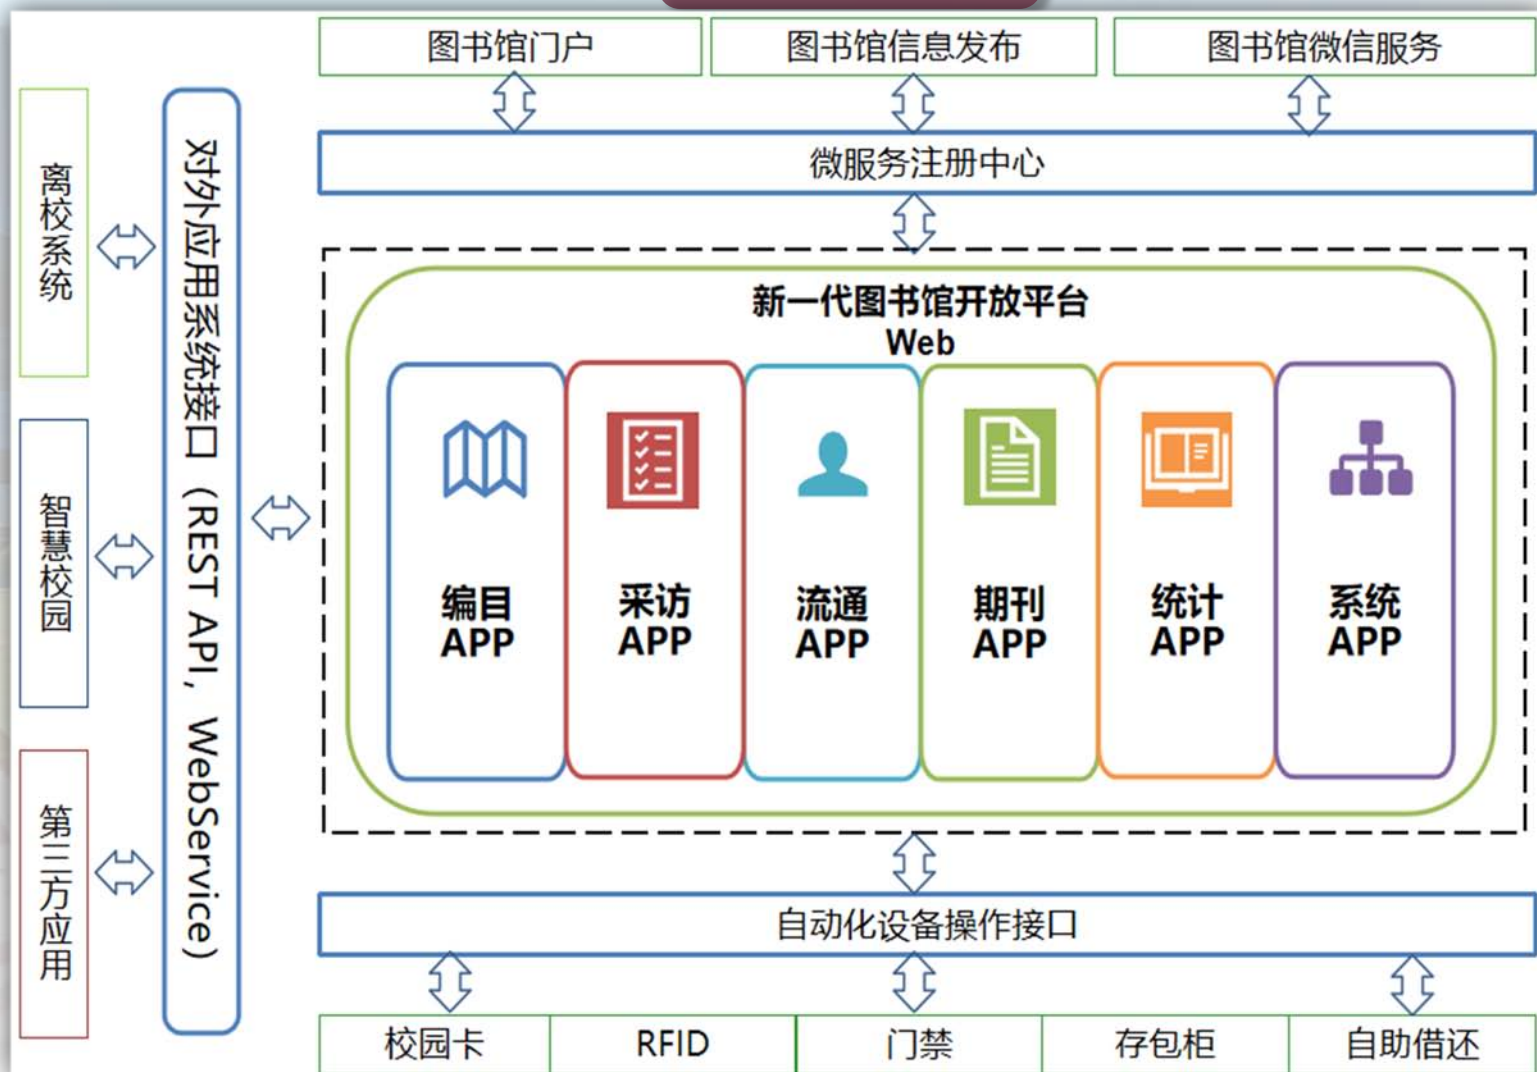 图书馆门户
图书馆信息发布
图书馆微信服务
微服务注册中心
离校系统
智慧校园
第三方应用
对外应用系统接口（REST API，WebService）
新一代图书馆开放平台
Web
编目
APP
采访
APP
流通
APP
期刊
APP
统计
APP
系统
APP
自动化设备操作接口
校园卡
RFID
门禁
存包柜
自助借还